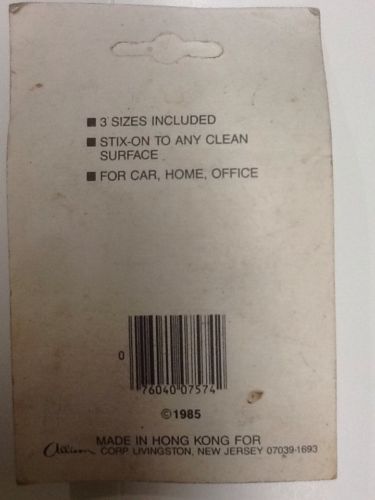 ■ 3 SIZES INCLUDED
■ STIX-ON TO ANY CLEAN
SURFACE
■ FOR CAR, HOME, OFFICE
0
76040 07574
©1985
MADE IN HONG KONG FOR
Allison CORP. LIVINGSTON, NEW JERSEY 07039-1693